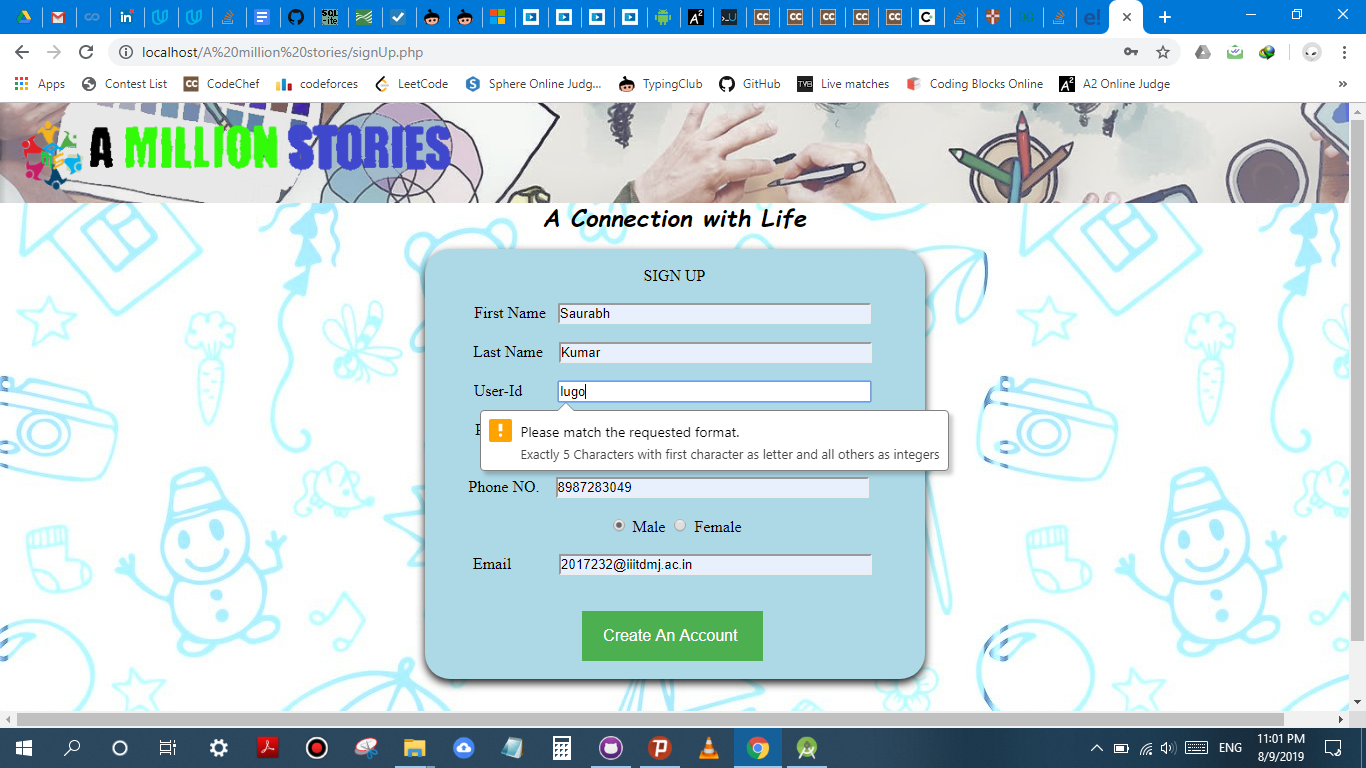 localhost/A%20million%20stories/signUp.php
Apps Contest List CodeChef codeforces LeetCode Sphere Online Judg... TypingClub GitHub Live matches Coding Blocks Online A2 Online Judge »
A MILLION STORIES
A Connection with Life
SIGN UP
First Name Saurabh
Last Name Kumar
User-Id lugo
Please match the requested format.
Exactly 5 Characters with first character as letter and all others as integers
Phone NO. 8987283049
Male Female
Email 2017232@iiitdmj.ac.in
Create An Account
ENG
11:01 PM
8/9/2019